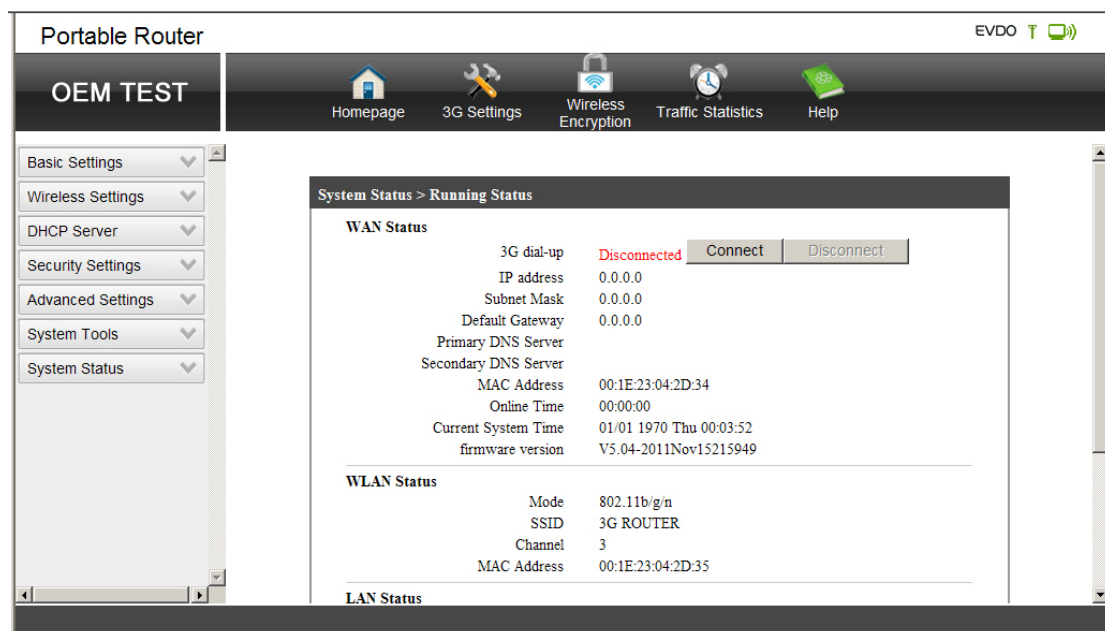 Portable Router
EVDO
OEM TEST
Homepage
3G Settings
Wireless
Encryption
Traffic Statistics
Help
Basic Settings
Wireless Settings
DHCP Server
Security Settings
Advanced Settings
System Tools
System Status
System Status > Running Status
WAN Status
3G dial-up Disconnected Connect Disconnect
IP address 0.0.0.0
Subnet Mask 0.0.0.0
Default Gateway 0.0.0.0
Primary DNS Server
Secondary DNS Server
MAC Address 00:1E:23:04:2D:34
Online Time 00:00:00
Current System Time 01/01 1970 Thu 00:03:52
firmware version V5.04-2011Nov15215949
WLAN Status
Mode 802.11b/g/n
SSID 3G ROUTER
Channel 3
MAC Address 00:1E:23:04:2D:35
LAN Status